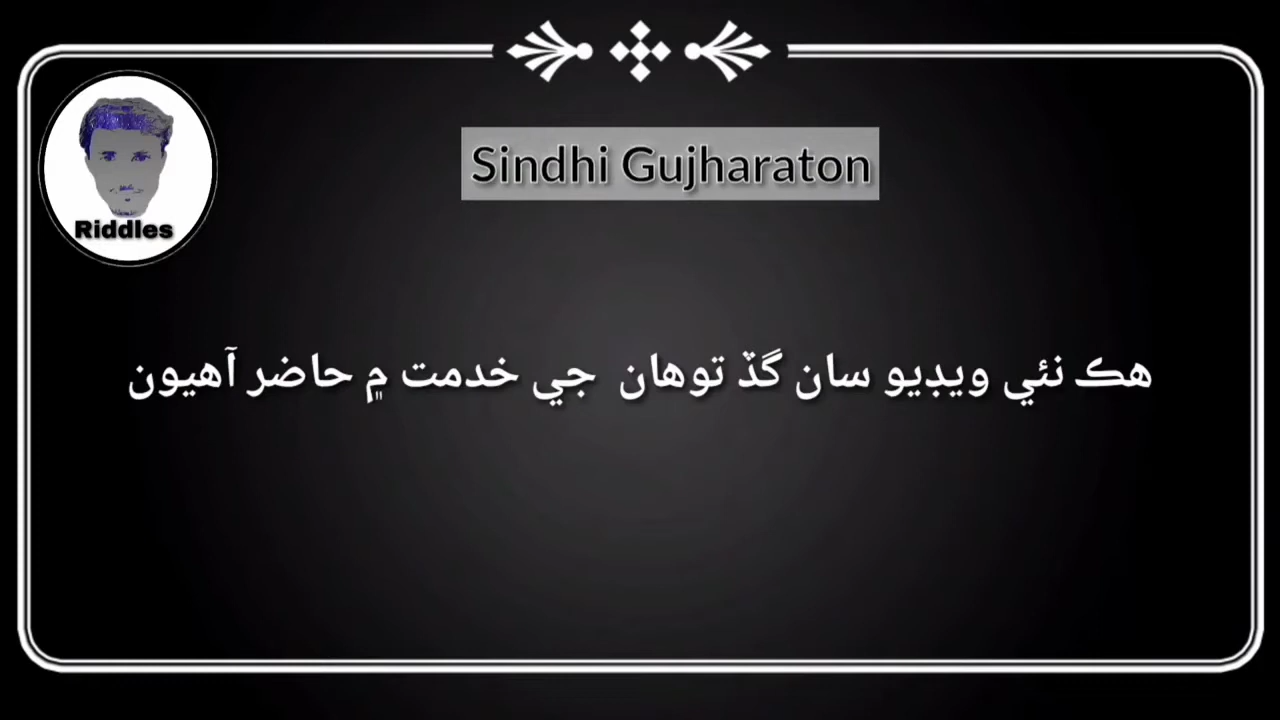 Sindhi Gujharaton
Riddles
هڪ نئي ويڊيو سان گڏ توهان جي خدمت ۾ حاضر آهيون